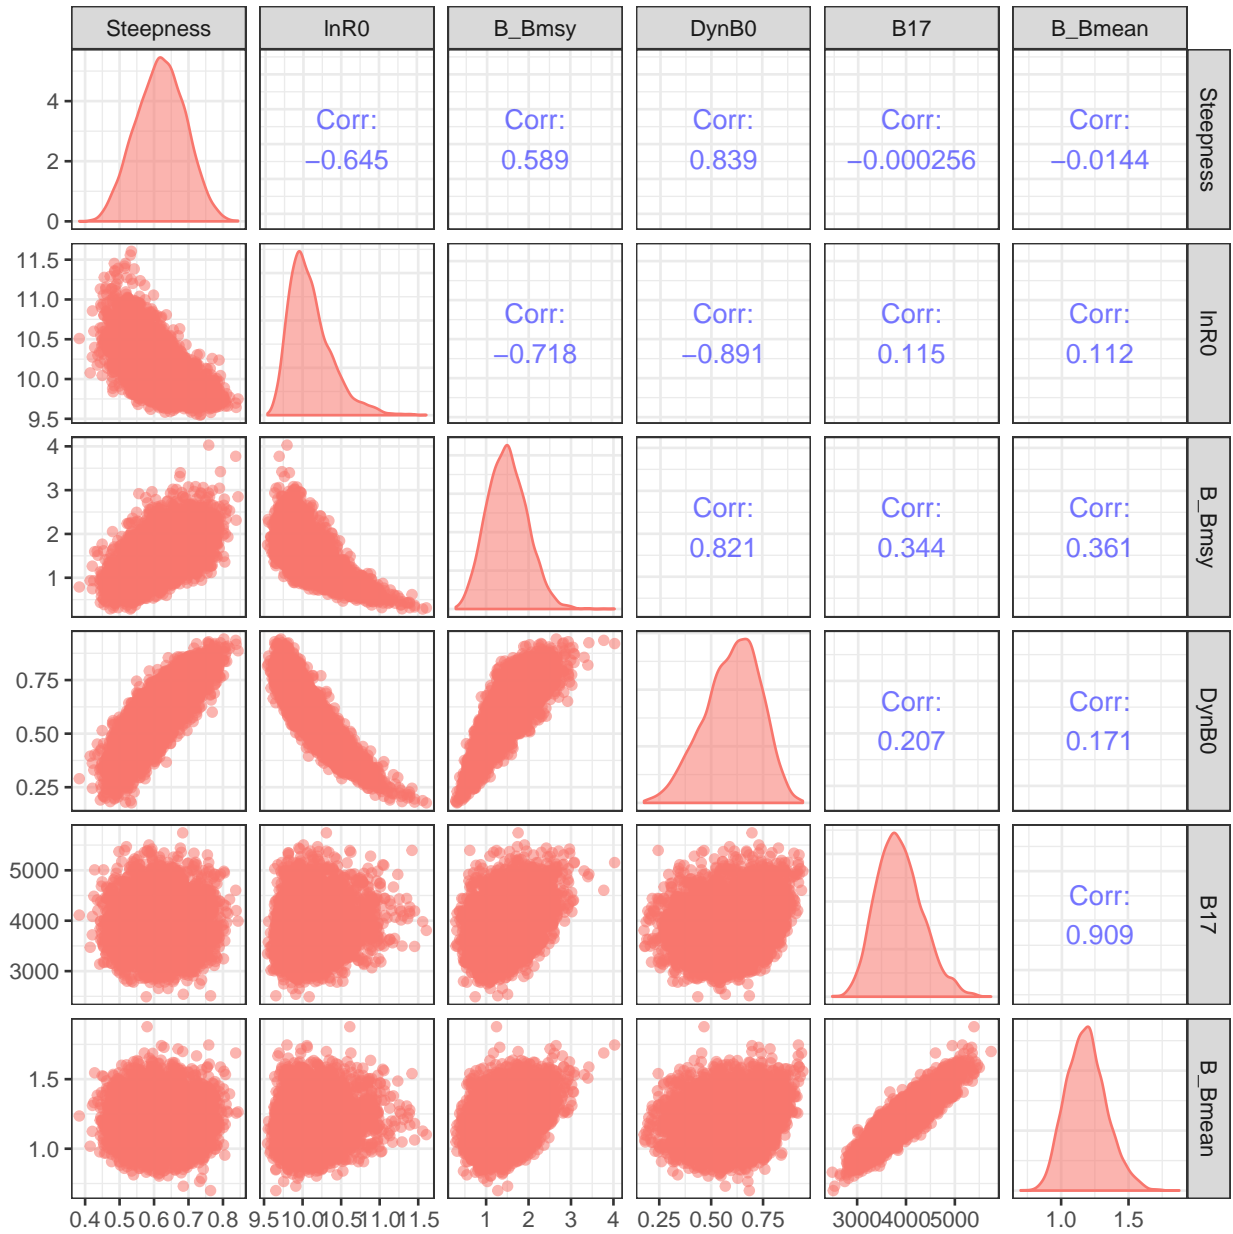 Steepness lnR0 B_Bmsy DynB0 B17 B_Bmean
4
2
0
Corr: Corr: Corr: Corr: Corr:
−0.645 0.589 0.839 −0.000256 −0.0144
Steepness
11.5
11.0
10.5
10.0
9.5
Corr: Corr: Corr: Corr:
−0.718 −0.891 0.115 0.112
lnR0
4
3
2
1
Corr: Corr: Corr:
0.821 0.344 0.361
B_Bmsy
0.75
0.50
0.25
Corr: Corr:
0.207 0.171
DynB0
5000
4000
3000
Corr:
0.909
B17
1.5
1.0
B_Bmean
0.4 0.5 0.6 0.7 0.8 9.5 10.0 10.5 11.0 11.5 1 2 3 4 0.25 0.50 0.75 3000 4000 5000 1.0 1.5